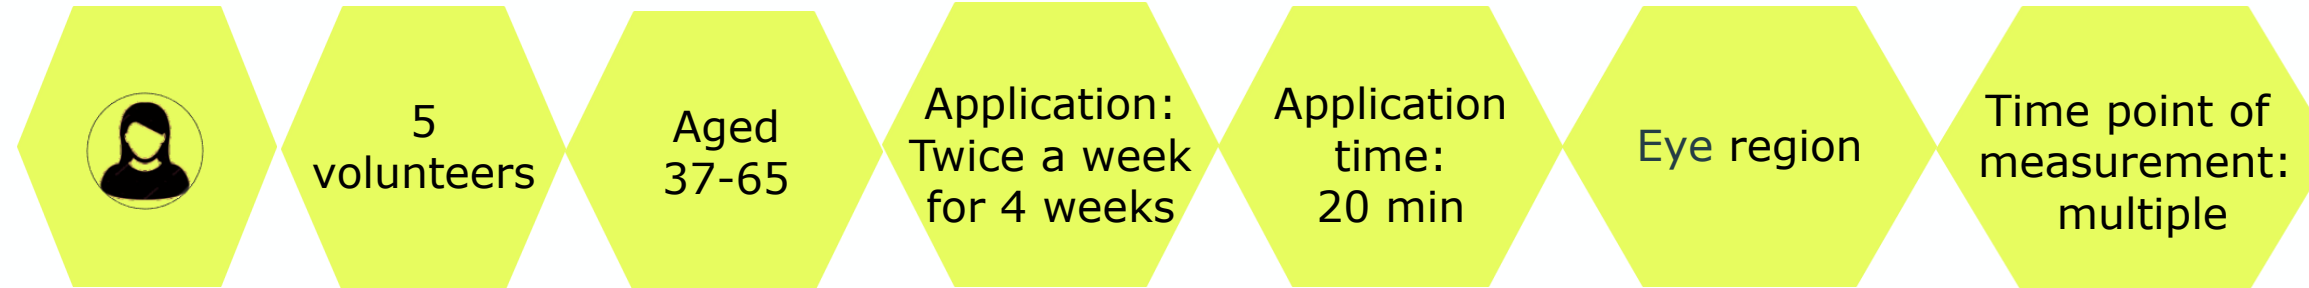 5
volunteers
Aged
37-65
Application:
Twice a week
for 4 weeks
Application
time:
20 min
Eye region
Time point of
measurement:
multiple